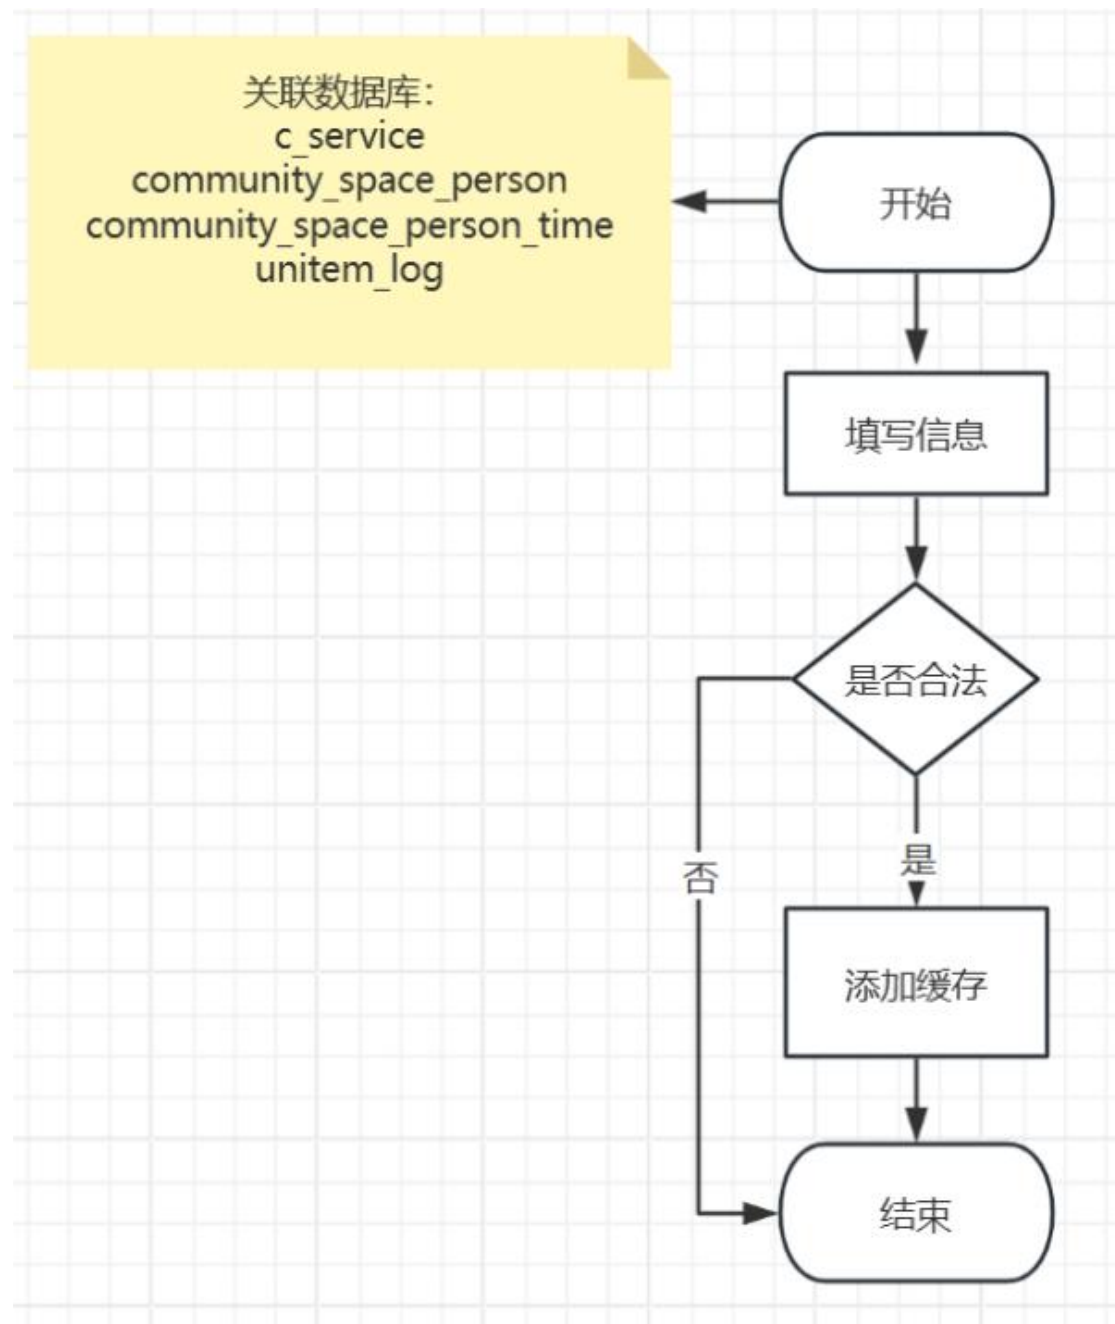 关联数据库：
c_service
community_space_person
community_space_person_time
unitem_log
开始
填写信息
是否合法
否
是
添加缓存
结束